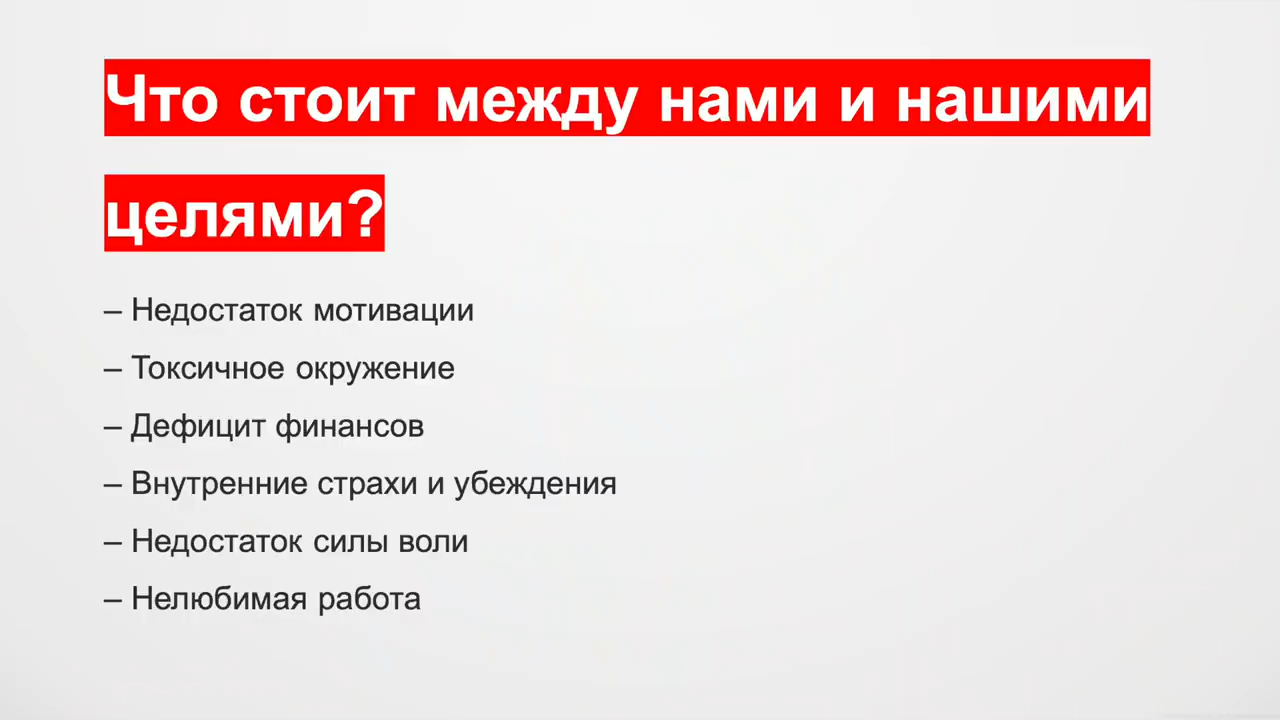 Что стоит между нами и нашими
целями?
– Недостаток мотивации
– Токсичное окружение
– Дефицит финансов
– Внутренние страхи и убеждения
– Недостаток силы воли
– Нелюбимая работа